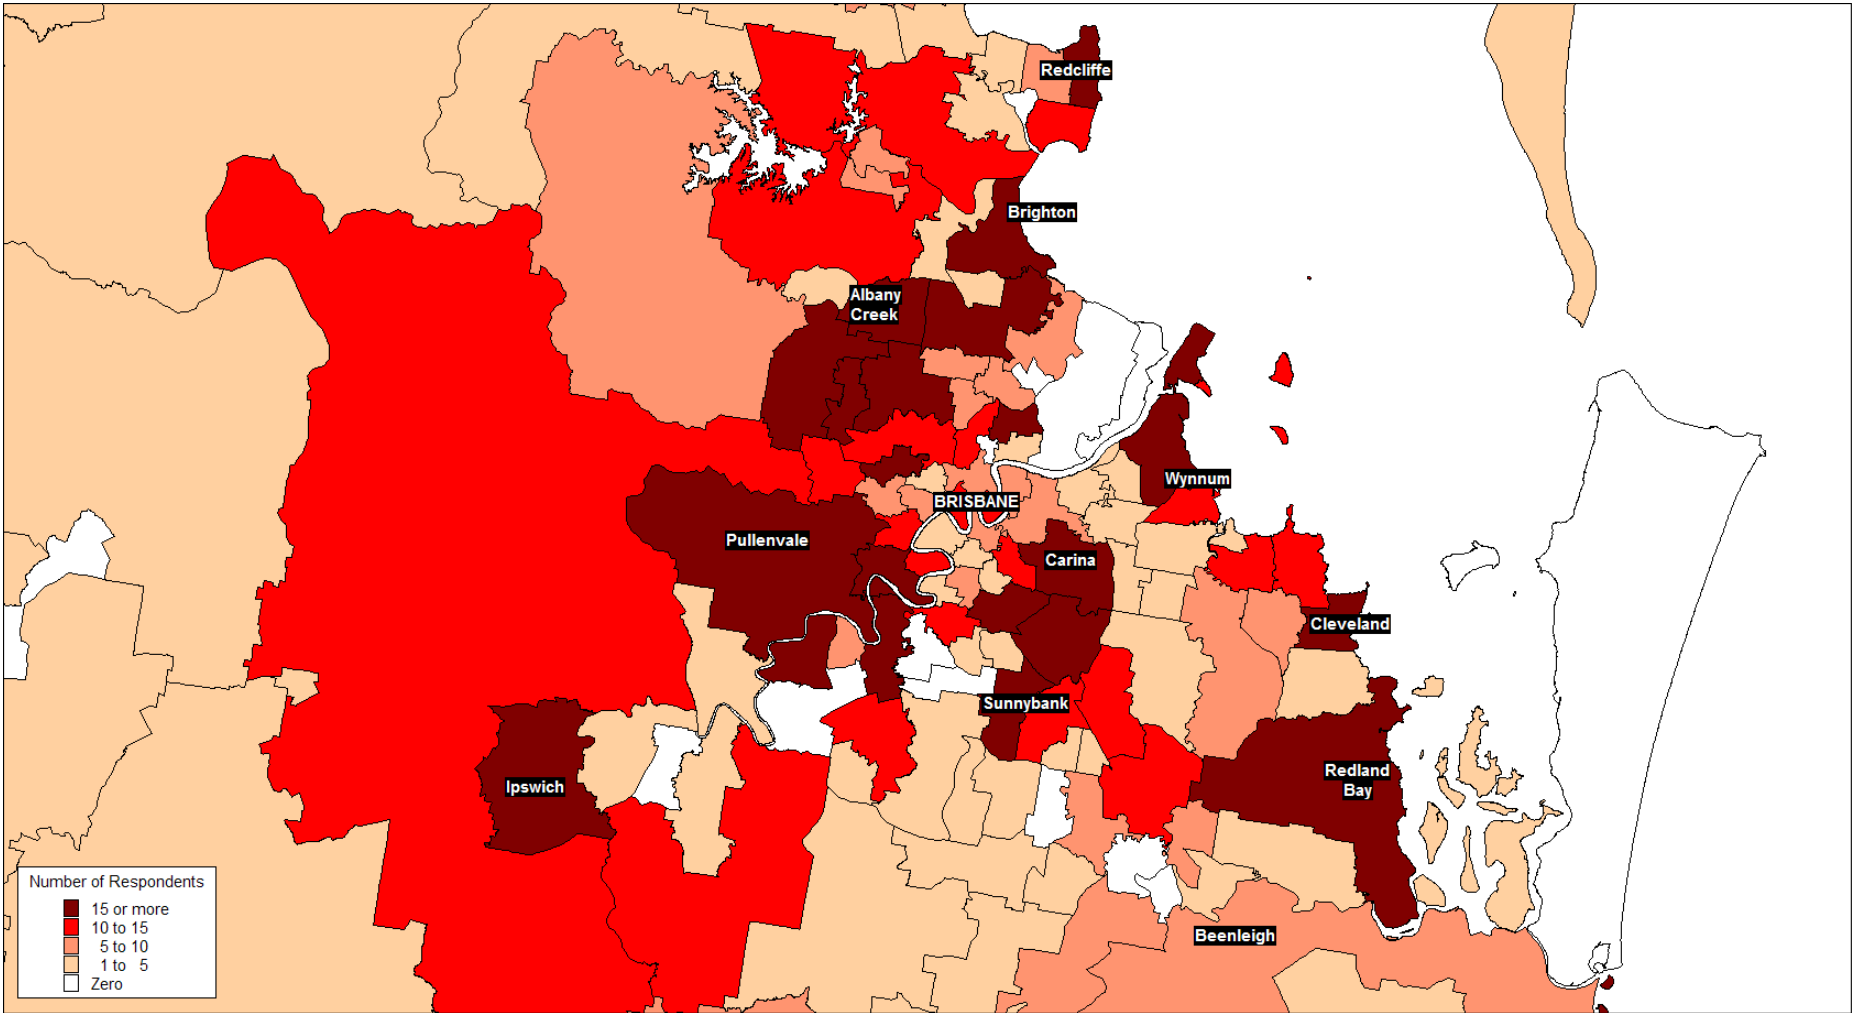 Redcliffe
Brighton
Albany
Creek
Wynnum
BRISBANE
Pullenvale
Carina
Cleveland
Sunnybank
Redland
Bay
Ipswich
Beenleigh
Number of Respondents
15 or more
10 to 15
5 to 10
1 to 5
Zero